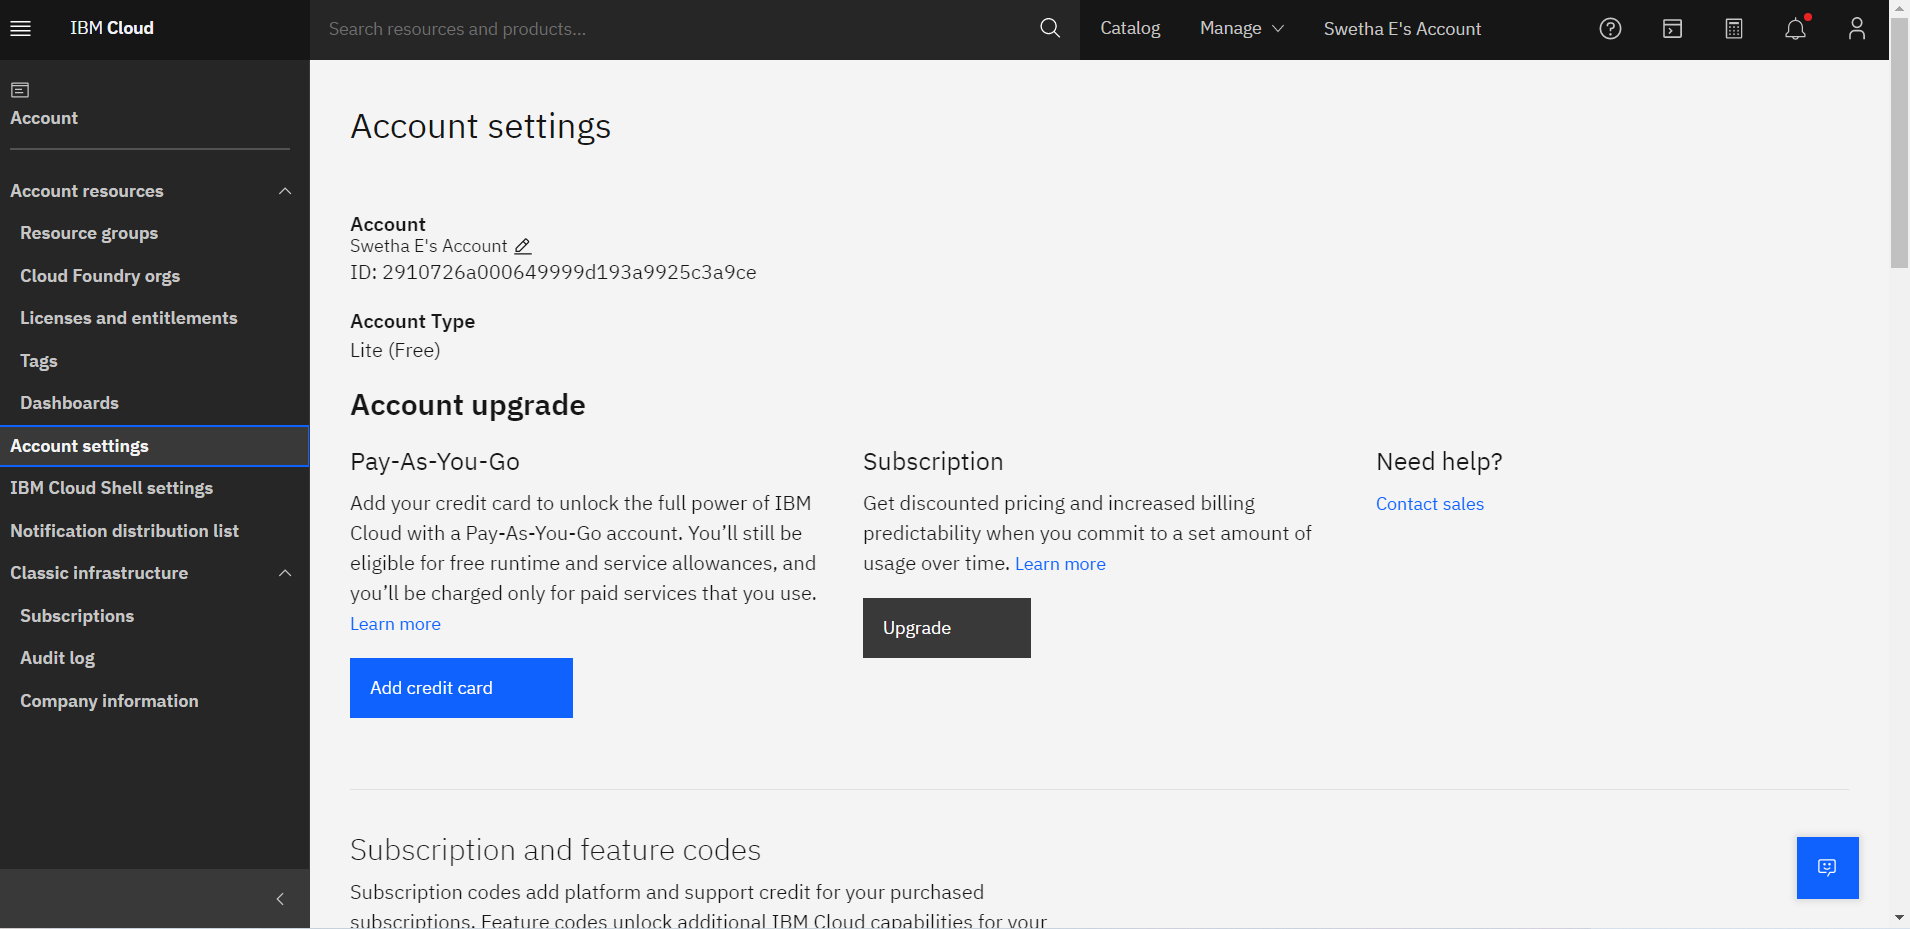 IBM Cloud
Search resources and products...
Catalog
Manage
Swetha E's Account
Account
Account resources
Resource groups
Cloud Foundry orgs
Licenses and entitlements
Tags
Dashboards
Account settings
IBM Cloud Shell settings
Notification distribution list
Classic infrastructure
Subscriptions
Audit log
Company information
Account settings
Account
Swetha E's Account
ID: 2910726a000649999d193a9925c3a9ce
Account Type
Lite (Free)
Account upgrade
Pay-As-You-Go
Add your credit card to unlock the full power of IBM
Cloud with a Pay-As-You-Go account. You’ll still be
eligible for free runtime and service allowances, and
you’ll be charged only for paid services that you use.
Learn more
Add credit card
Subscription
Get discounted pricing and increased billing
predictability when you commit to a set amount of
usage over time. Learn more
Upgrade
Need help?
Contact sales
Subscription and feature codes
Subscription codes add platform and support credit for your purchased
subscriptions. Feature codes unlock additional IBM Cloud capabilities for your